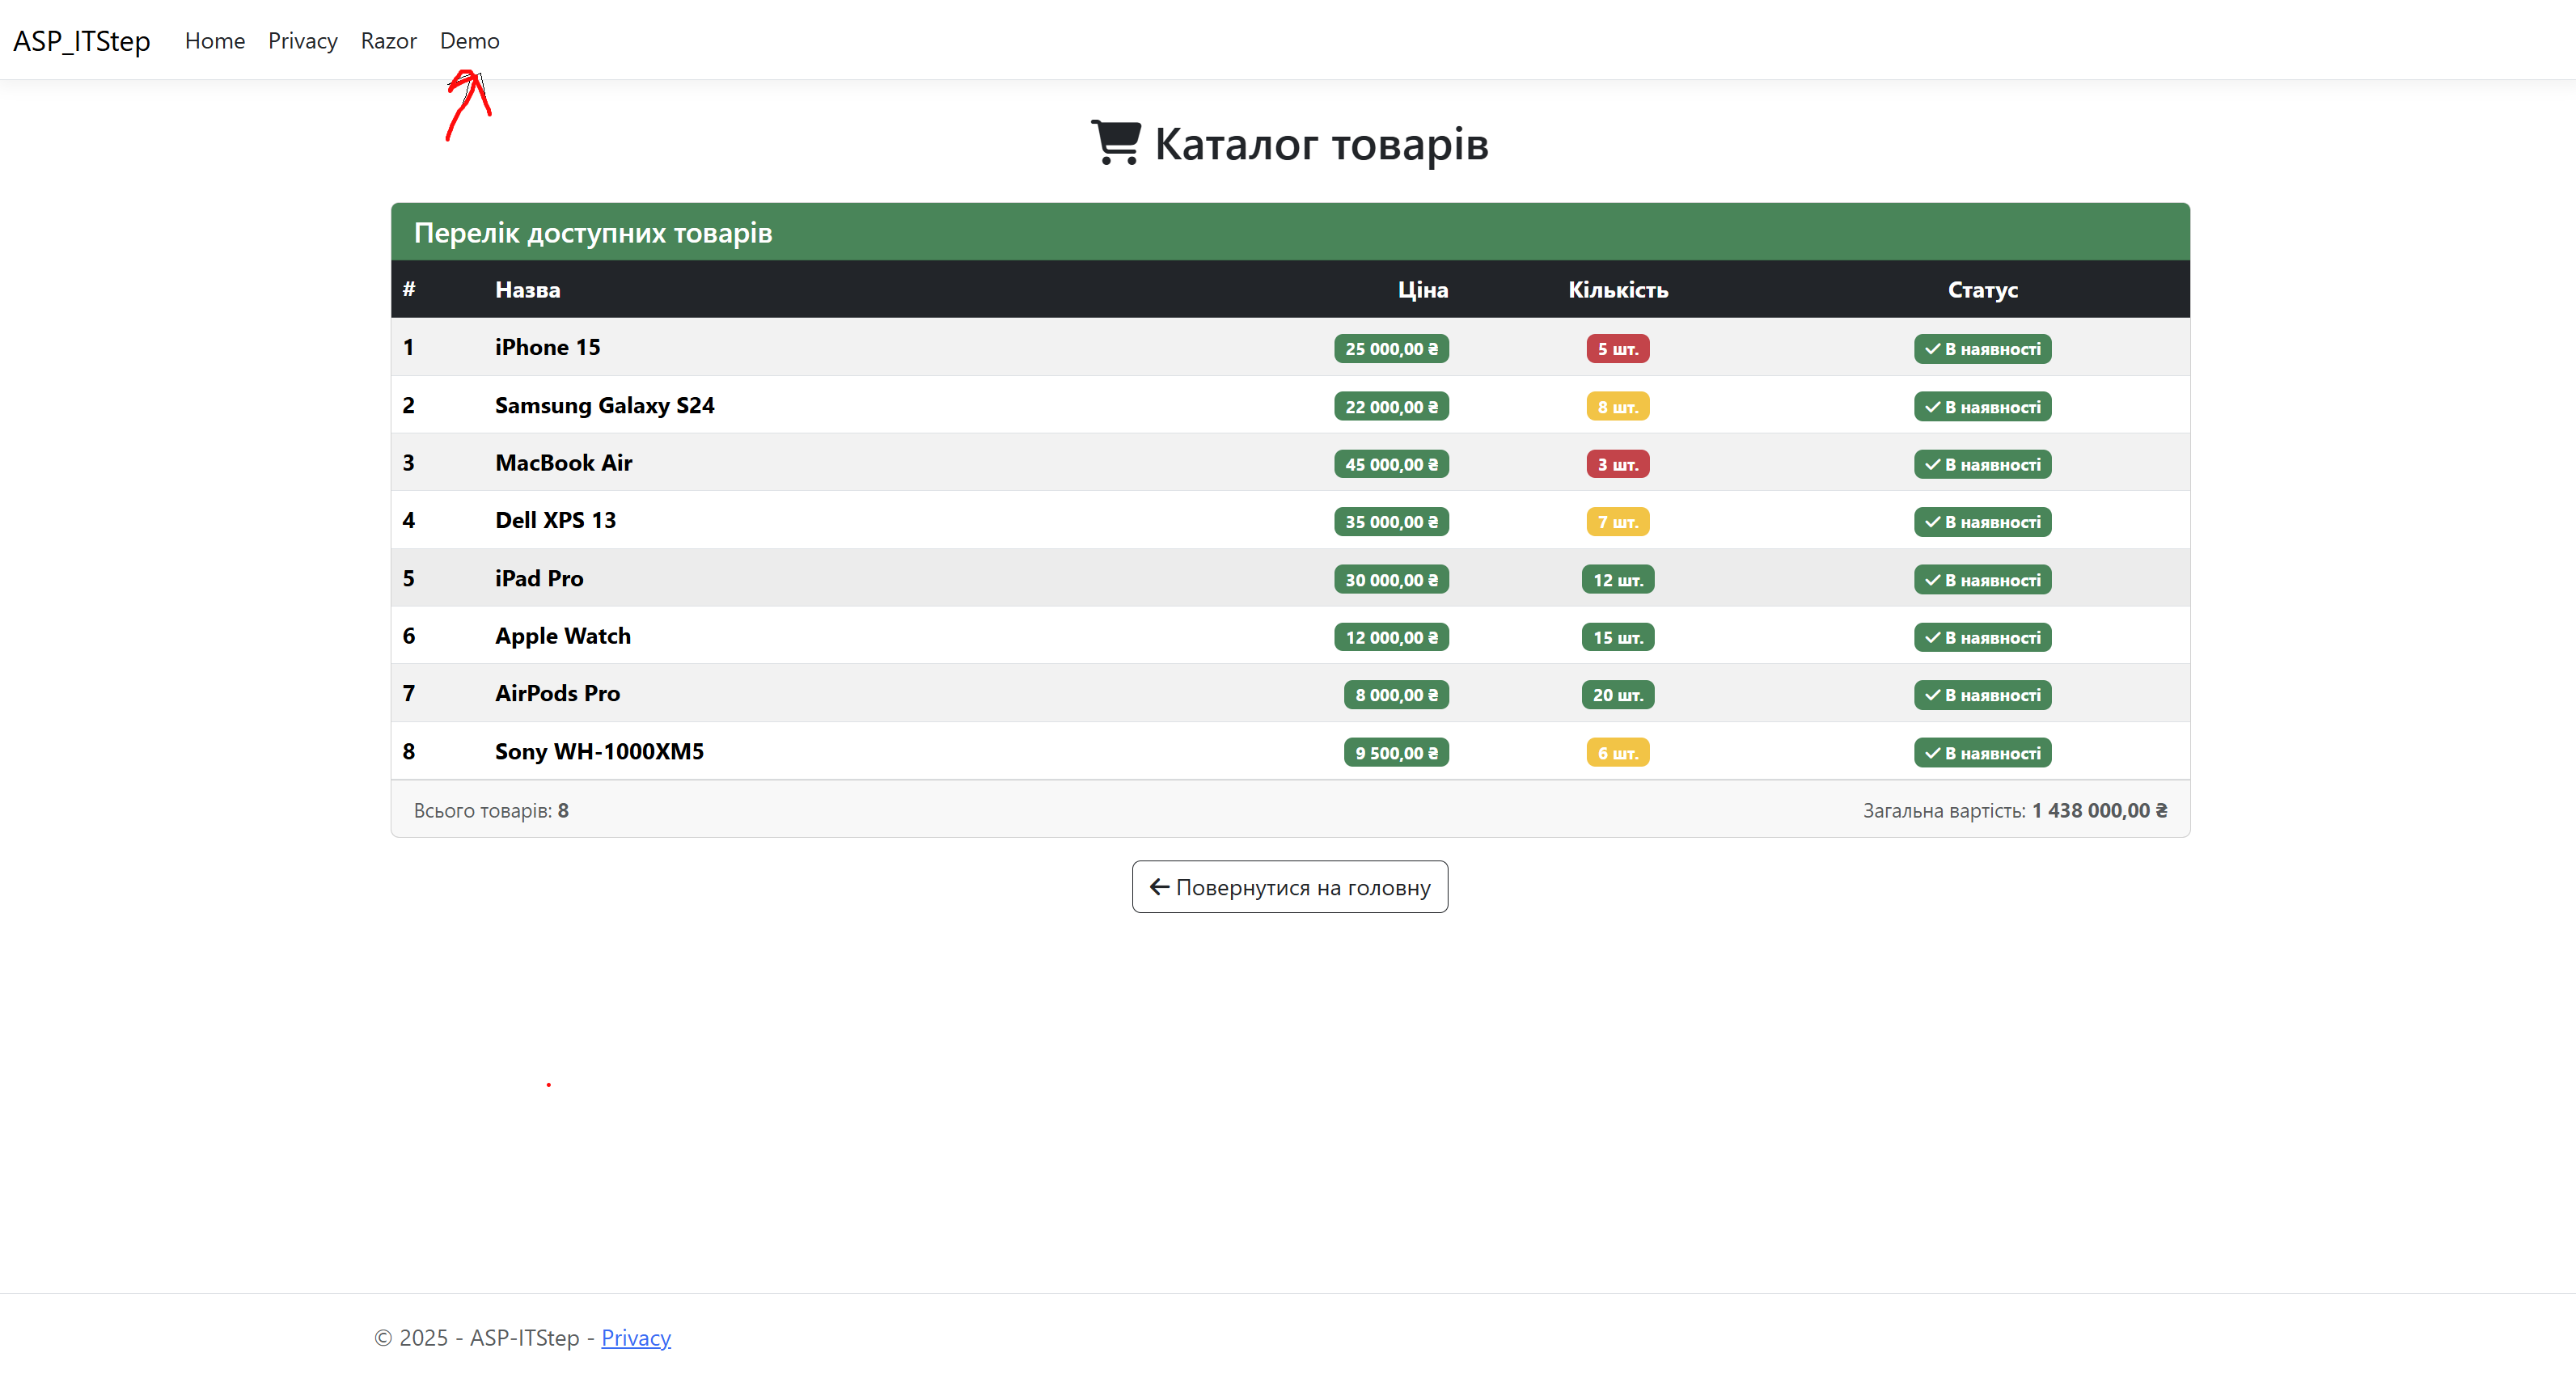 ASP_ITStep Home Privacy Razor Demo
Каталог товарів
Перелік доступних товарів
# Назва Ціна Кількість Статус
1 iPhone 15 25 000,00 ₴ 5 шт. В наявності
2 Samsung Galaxy S24 22 000,00 ₴ 8 шт. В наявності
3 MacBook Air 45 000,00 ₴ 3 шт. В наявності
4 Dell XPS 13 35 000,00 ₴ 7 шт. В наявності
5 iPad Pro 30 000,00 ₴ 12 шт. В наявності
6 Apple Watch 12 000,00 ₴ 15 шт. В наявності
7 AirPods Pro 8 000,00 ₴ 20 шт. В наявності
8 Sony WH-1000XM5 9 500,00 ₴ 6 шт. В наявності
Всього товарів: 8 Загальна вартість: 1 438 000,00 ₴
Повернутися на головну
© 2025 - ASP-ITStep - Privacy